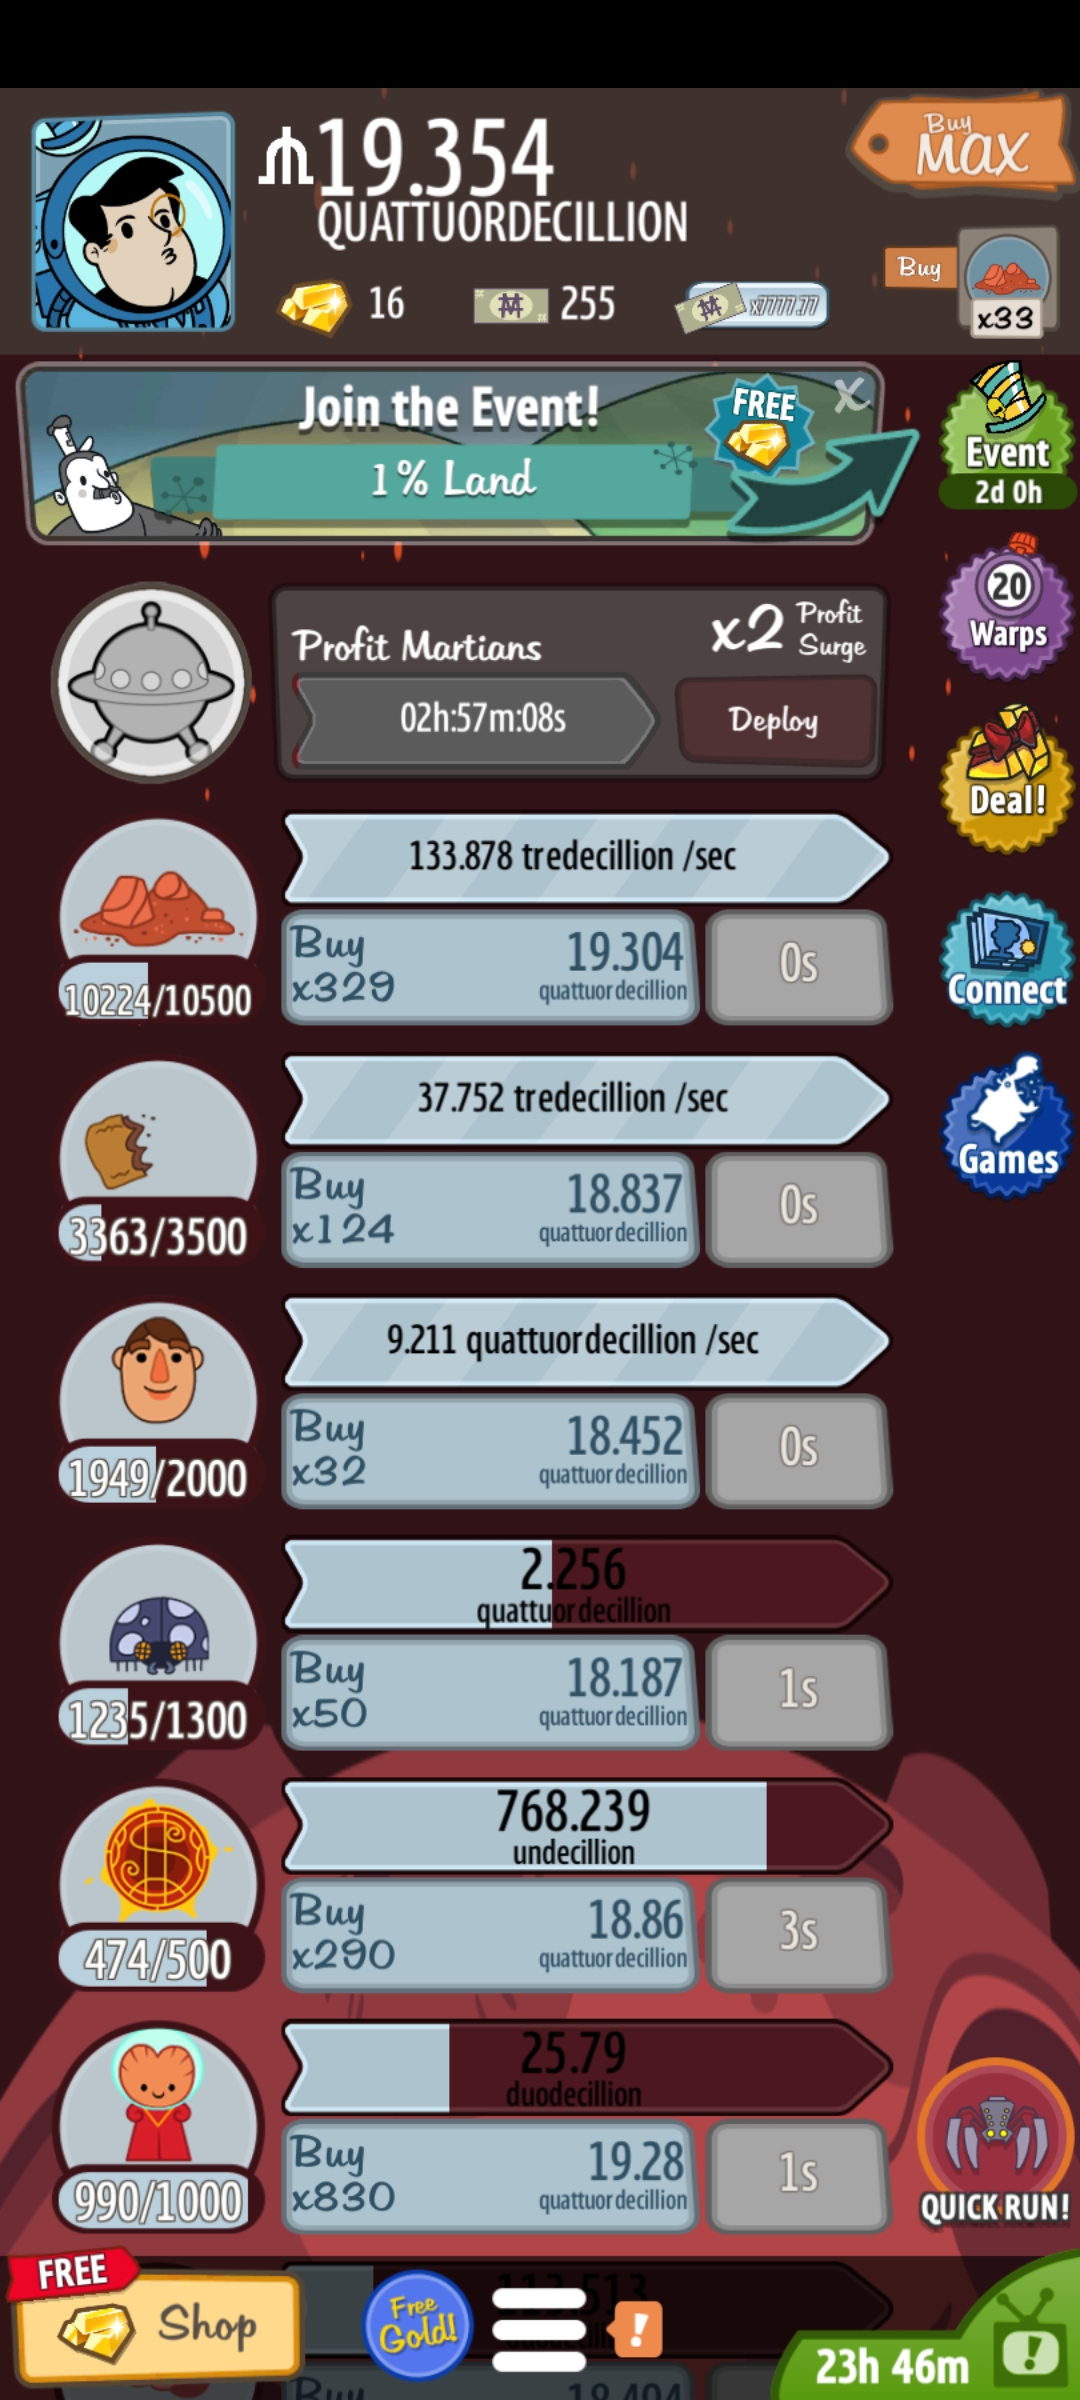 19.354
QUATTUORDECILLION
Buy
MAX
16
255
x7777.77
Buy
x33
Join the Event!
1% Land
FREE
X
Event
2d 0h
20
Warps
Profit Martians
x2 Profit Surge
02h:57m:08s
Deploy
Deal!
133.878 tredecillion /sec
Buy
x329
19.304
quattuordecillion
0s
10224/10500
Connect
37.752 tredecillion /sec
Buy
x124
18.837
quattuordecillion
0s
3363/3500
Games
9.211 quattuordecillion /sec
Buy
x32
18.452
quattuordecillion
0s
1949/2000
2.256
quattuordecillion
Buy
x50
18.187
quattuordecillion
1s
1235/1300
768.239
undecillion
Buy
x290
18.86
quattuordecillion
3s
474/500
25.79
duodecillion
Buy
x830
19.28
quattuordecillion
1s
990/1000
QUICK RUN!
FREE
Shop
Free
Gold!
!
23h 46m
!
Buy